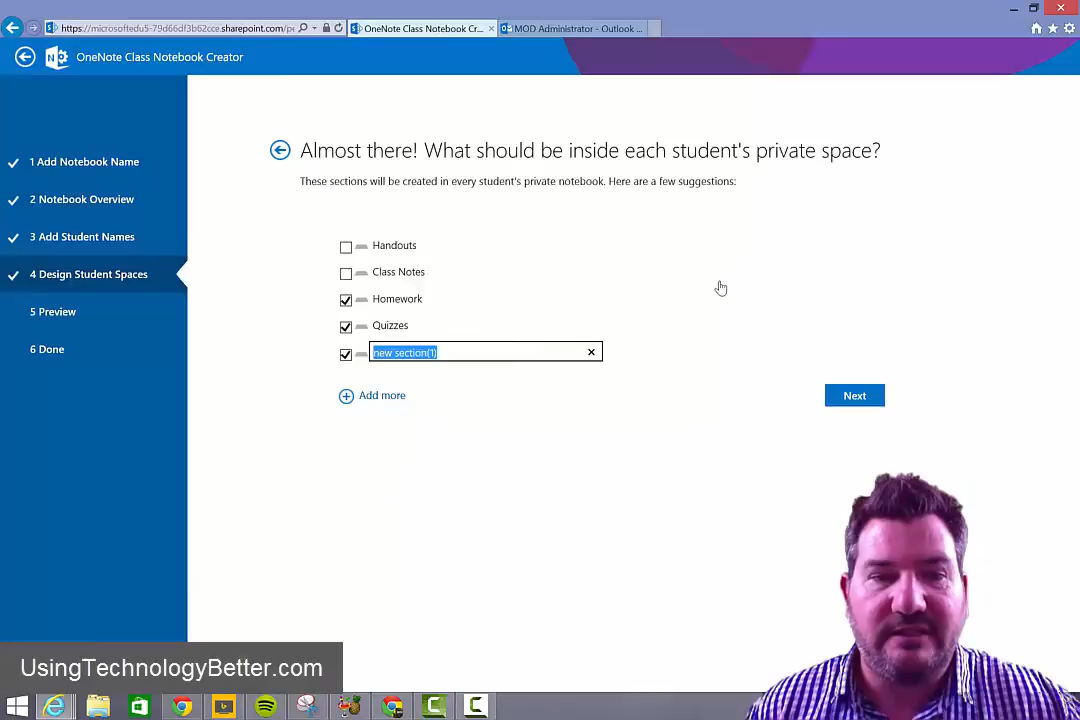 https://microsoftedu5-79d66df3b62cce.sharepoint.com/pe
OneNote Class Notebook Cr...
MOD Administrator - Outlook ...
OneNote Class Notebook Creator
1 Add Notebook Name
2 Notebook Overview
3 Add Student Names
4 Design Student Spaces
5 Preview
6 Done
Almost there! What should be inside each student's private space?
These sections will be created in every student's private notebook. Here are a few suggestions:
Handouts
Class Notes
Homework
Quizzes
new section(1)
Add more
Next
UsingTechnologyBetter.com